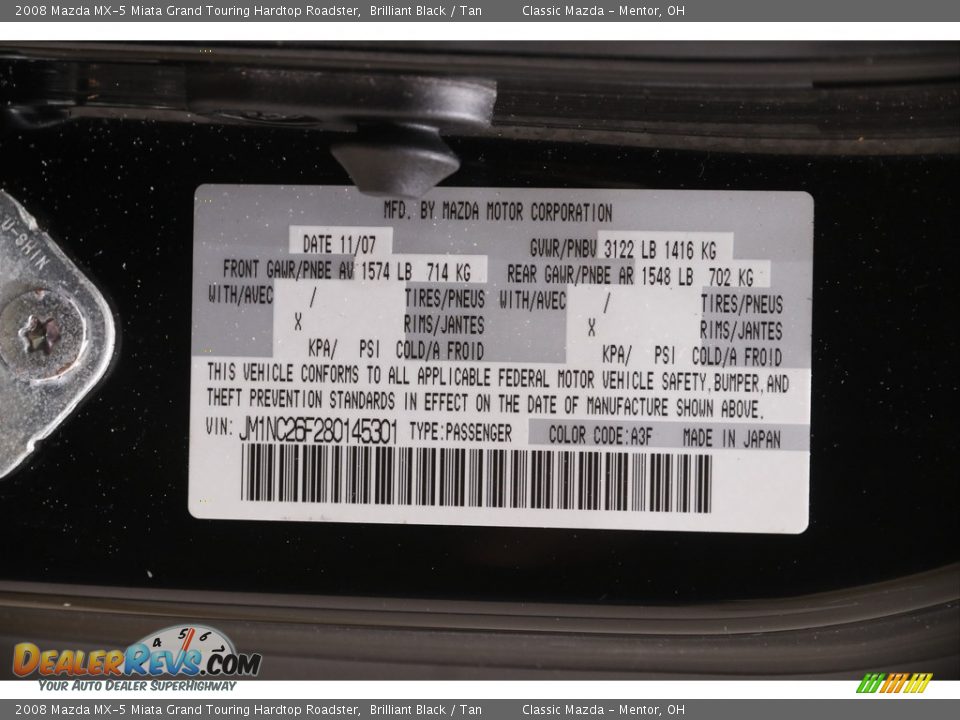 2008 Mazda MX-5 Miata Grand Touring Hardtop Roadster, Brilliant Black / Tan Classic Mazda - Mentor, OH
U-SHIN
MFD. BY MAZDA MOTOR CORPORATION
DATE 11/07 GVWR/PNBV 3122 LB 1416 KG
FRONT GAWR/PNBE AV 1574 LB 714 KG REAR GAWR/PNBE AR 1548 LB 702 KG
WITH/AVEC / TIRES/PNEUS WITH/AVEC / TIRES/PNEUS
X RIMS/JANTES X RIMS/JANTES
KPA/ PSI COLD/A FROID KPA/ PSI COLD/A FROID
THIS VEHICLE CONFORMS TO ALL APPLICABLE FEDERAL MOTOR VEHICLE SAFETY, BUMPER, AND
THEFT PREVENTION STANDARDS IN EFFECT ON THE DATE OF MANUFACTURE SHOWN ABOVE.
VIN: JM1NC26F280145301 TYPE:PASSENGER COLOR CODE:A3F MADE IN JAPAN
4 5 6
DEALERREVS.COM
YOUR AUTO DEALER SUPERHIGHWAY
2008 Mazda MX-5 Miata Grand Touring Hardtop Roadster, Brilliant Black / Tan Classic Mazda - Mentor, OH